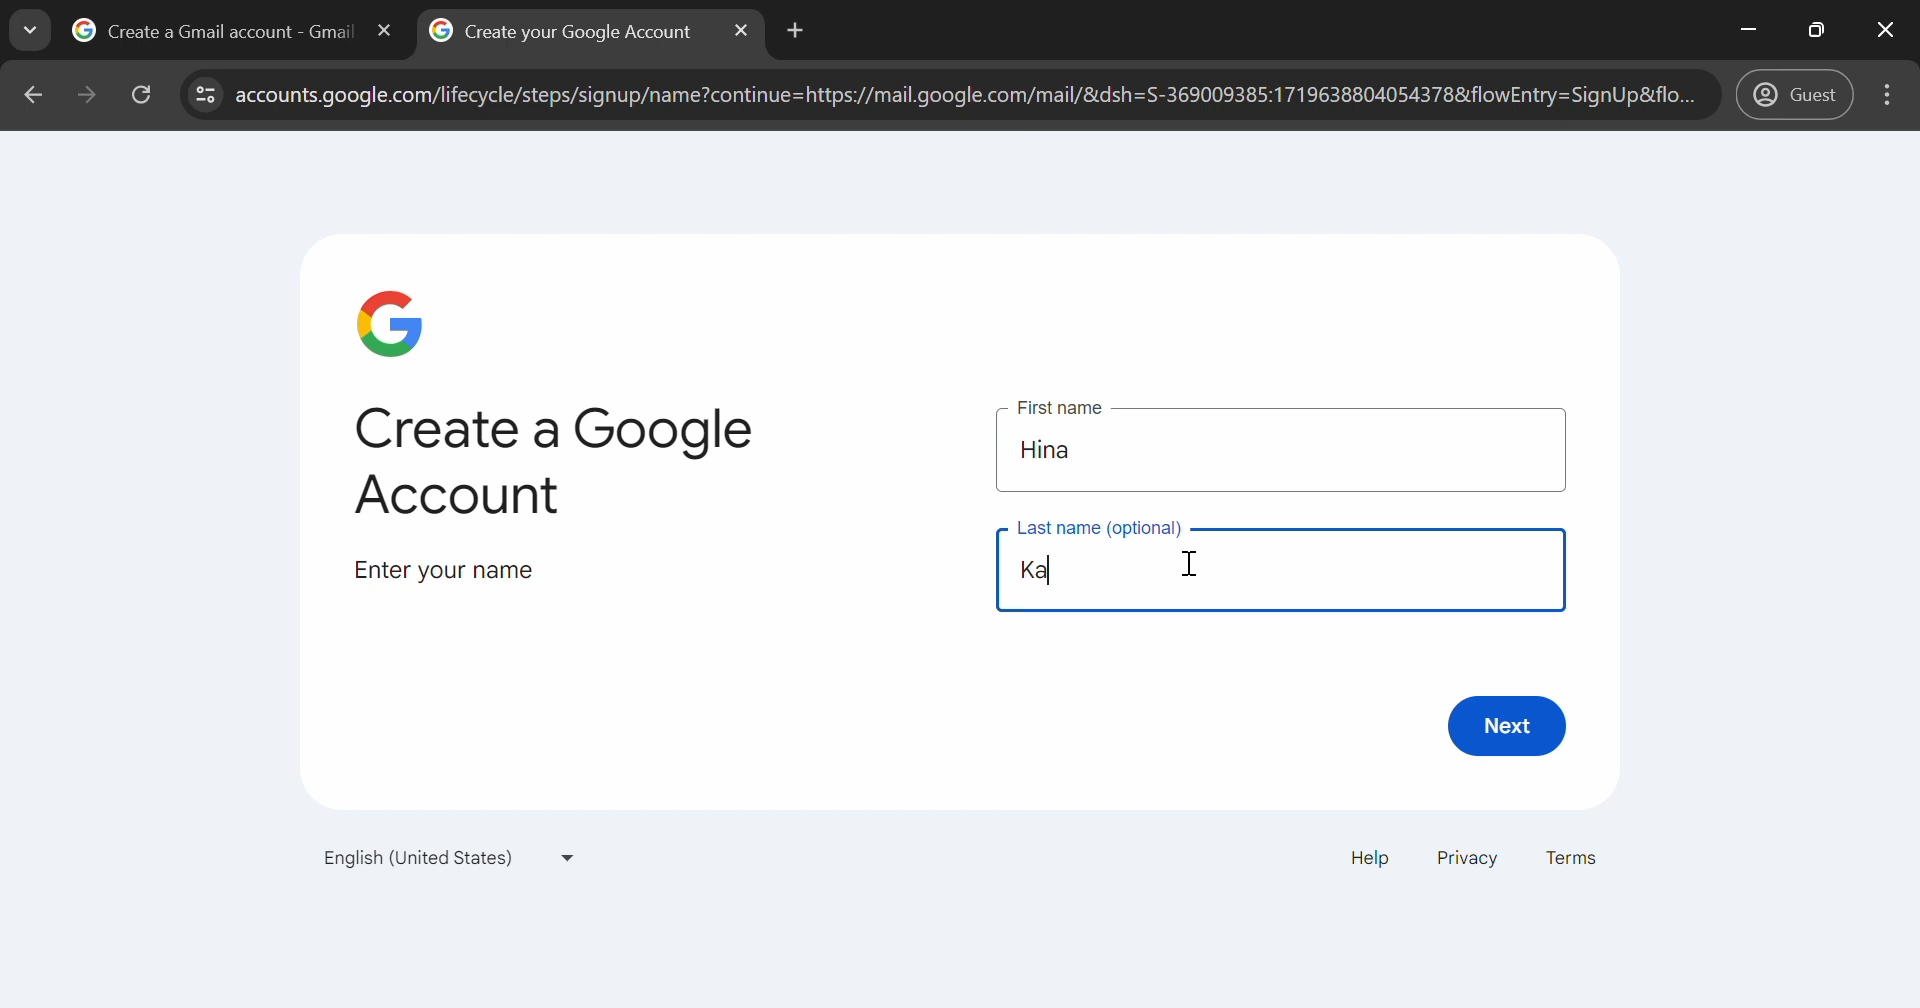 Create a Gmail account - Gmail
Create your Google Account
accounts.google.com/lifecycle/steps/signup/name?continue=https://mail.google.com/mail/&dsh=S-369009385:1719638804054378&flowEntry=SignUp&flo...
Guest
Create a Google
Account
Enter your name
First name
Hina
Last name (optional)
Ka
Next
English (United States)
Help
Privacy
Terms